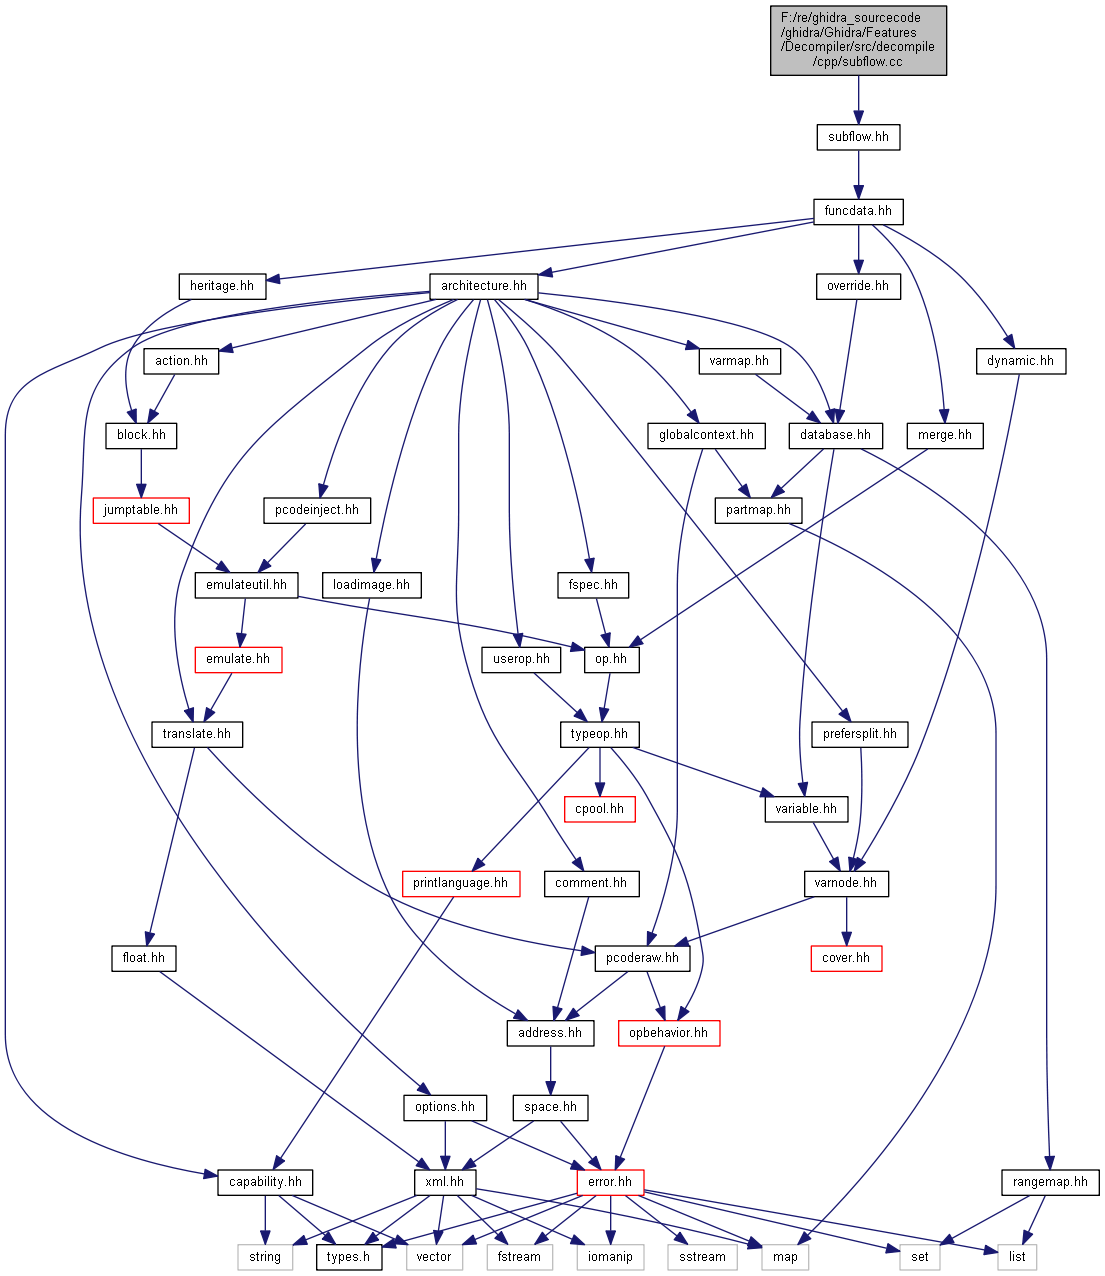 F:/re/ghidra_sourcecode
/ghidra/Ghidra/Features
/Decompiler/src/decompile
/cpp/subflow.cc
subflow.hh
funcdata.hh
heritage.hh
architecture.hh
override.hh
action.hh
varmap.hh
dynamic.hh
block.hh
globalcontext.hh
database.hh
merge.hh
jumptable.hh
pcodeinject.hh
partmap.hh
emulateutil.hh
loadimage.hh
fspec.hh
emulate.hh
userop.hh
op.hh
translate.hh
typeop.hh
prefersplit.hh
cpool.hh
variable.hh
printlanguage.hh
comment.hh
varnode.hh
float.hh
pcoderaw.hh
cover.hh
address.hh
opbehavior.hh
options.hh
space.hh
capability.hh
xml.hh
error.hh
rangemap.hh
string
types.h
vector
fstream
iomanip
sstream
map
set
list